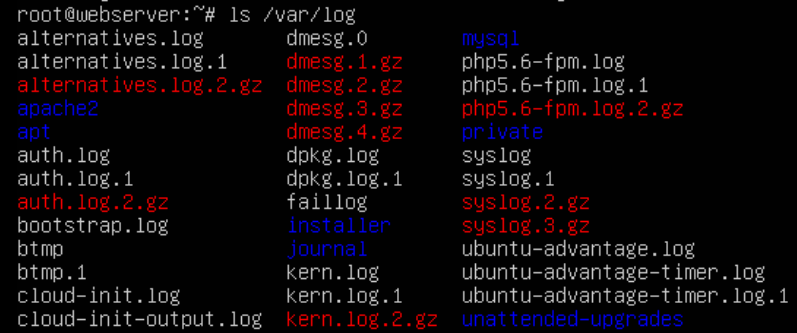 root@webserver:~# ls /var/log
alternatives.log dmesg.0 mysql
alternatives.log.1 dmesg.1.gz php5.6-fpm.log
alternatives.log.2.gz dmesg.2.gz php5.6-fpm.log.1
apache2 dmesg.3.gz php5.6-fpm.log.2.gz
apt dmesg.4.gz private
auth.log dpkg.log syslog
auth.log.1 dpkg.log.1 syslog.1
auth.log.2.gz faillog syslog.2.gz
bootstrap.log installer syslog.3.gz
btmp journal ubuntu-advantage.log
btmp.1 kern.log ubuntu-advantage-timer.log
cloud-init.log kern.log.1 ubuntu-advantage-timer.log.1
cloud-init-output.log kern.log.2.gz unattended-upgrades